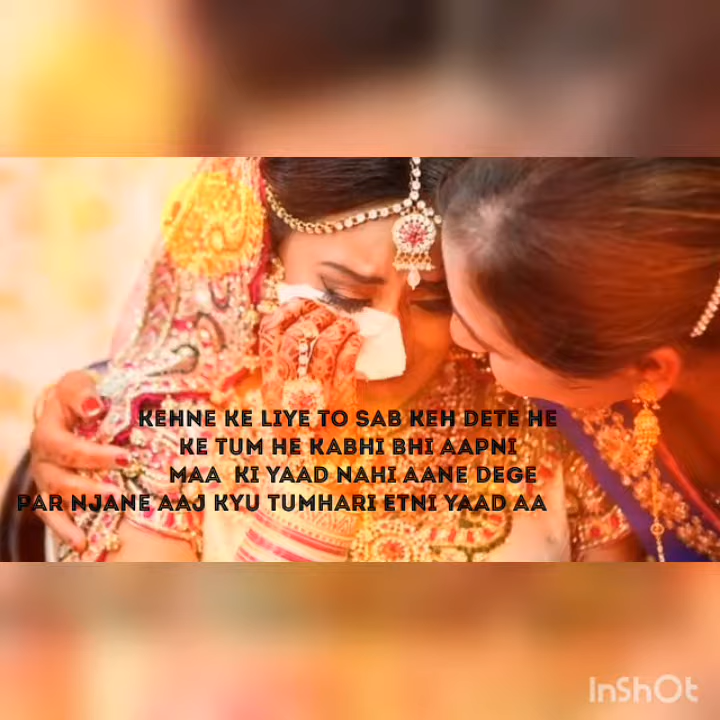 KEHNE KE LIYE TO SAB KEH DETE HE
KE TUM HE KABHI BHI AAPNI
MAA KI YAAD NAHI AANE DEGE
PAR NJANE AAJ KYU TUMHARI ETNI YAAD AA
InShOt